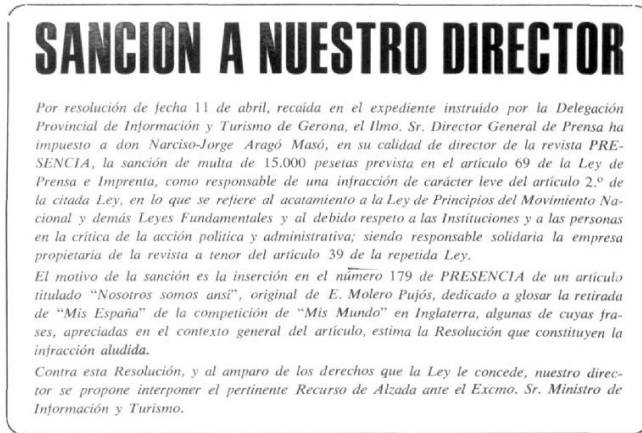 SANCION A NUESTRO DIRECTOR
Por resolución de fecha 11 de abril, recaída en el expediente instruído por la Delegación
Provincial de Información y Turismo de Gerona, el Ilmo. Sr. Director General de Prensa ha
impuesto a don Narciso-Jorge Aragó Masó, en su calidad de director de la revista PRE-
SENCIA, la sanción de multa de 15.000 pesetas prevista en el artículo 69 de la Ley de
Prensa e Imprenta, como responsable de una infracción de carácter leve del artículo 2.º de
la citada Ley, en lo que se refiere al acatamiento a la Ley de Principios del Movimiento Na-
cional y demás Leyes Fundamentales y al debido respeto a las Instituciones y a las personas
en la crítica de la acción política y administrativa; siendo responsable solidaria la empresa
propietaria de la revista a tenor del artículo 39 de la repetida Ley.
El motivo de la sanción es la inserción en el número 179 de PRESENCIA de un artículo
titulado "Nosotros somos ansí", original de E. Molero Pujós, dedicado a glosar la retirada
de "Mis España" de la competición de "Mis Mundo" en Inglaterra, algunas de cuyas fra-
ses, apreciadas en el contexto general del artículo, estima la Resolución que constituyen la
infracción aludida.
Contra esta Resolución, y al amparo de los derechos que la Ley le concede, nuestro direc-
tor se propone interponer el pertinente Recurso de Alzada ante el Excmo. Sr. Ministro de
Información y Turismo.